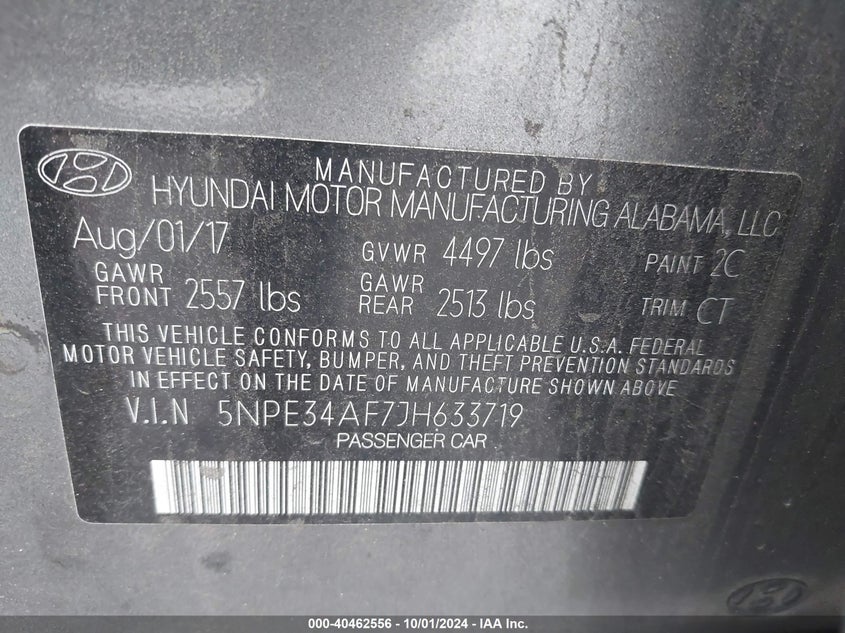 MANUFACTURED BY
HYUNDAI MOTOR MANUFACTURING ALABAMA, LLC
Aug/01/17 GVWR 4497 lbs PAINT 2C
GAWR FRONT 2557 lbs GAWR REAR 2513 lbs TRIM CT
THIS VEHICLE CONFORMS TO ALL APPLICABLE U.S.A. FEDERAL
MOTOR VEHICLE SAFETY, BUMPER, AND THEFT PREVENTION STANDARDS
IN EFFECT ON THE DATE OF MANUFACTURE SHOWN ABOVE
V.I.N 5NPE34AF7JH633719
PASSENGER CAR
000-40462556 - 10/01/2024 - IAA Inc.